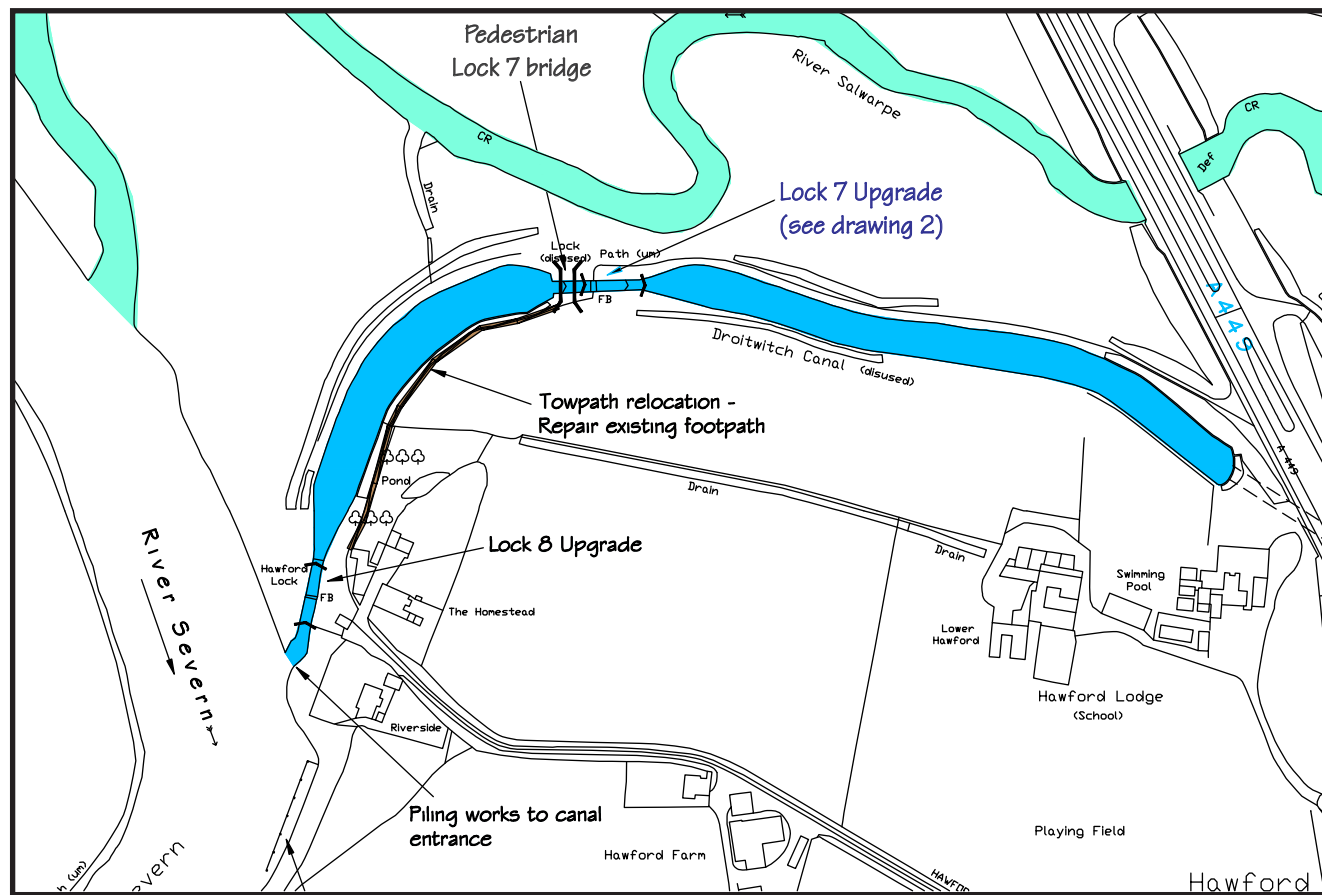 Pedestrian
Lock 7 bridge
River Salwarpe
CR
CR
Def
Drain
Lock 7 Upgrade
(see drawing 2)
Lock
(disused)
Path (um)
FB
A449
Droitwitch Canal (disused)
Towpath relocation -
Repair existing footpath
A 449
Pond
Drain
Drain
Lock 8 Upgrade
Hawford
Lock
FB
The Homestead
Swimming
Pool
Lower
Hawford
River Severn
Hawford Lodge
(School)
Riverside
Piling works to canal
entrance
Playing Field
Hawford Farm
Hawford